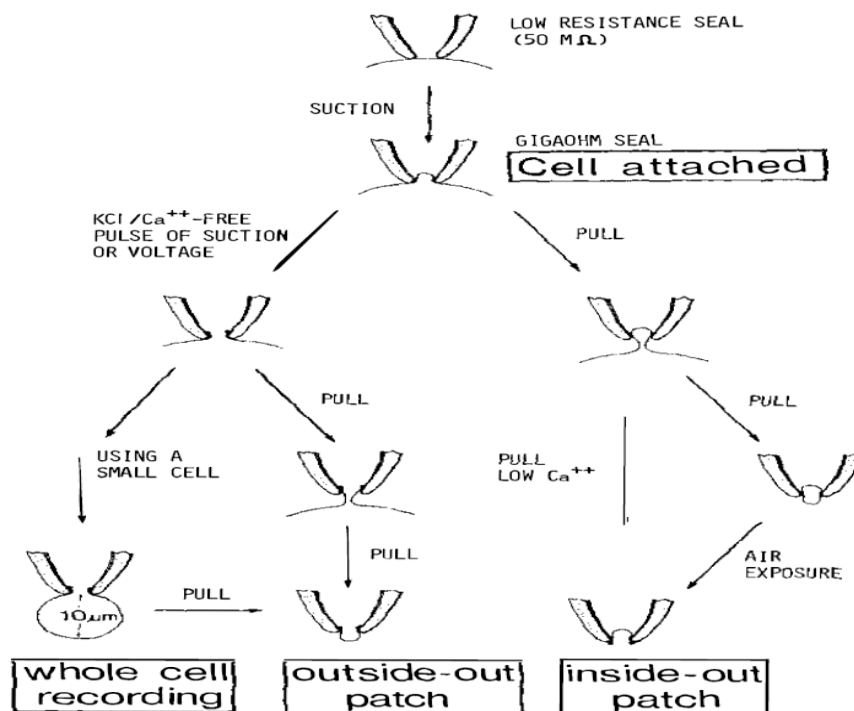 LOW RESISTANCE SEAL
(50 MΩ)
SUCTION
GIGAOHM SEAL
Cell attached
KCl/Ca⁺⁺-FREE
PULSE OF SUCTION
OR VOLTAGE
PULL
PULL
PULL
USING A
SMALL CELL
PULL
LOW Ca⁺⁺
PULL
AIR
EXPOSURE
PULL
10μm
whole cell
recording
outside-out
patch
inside-out
patch